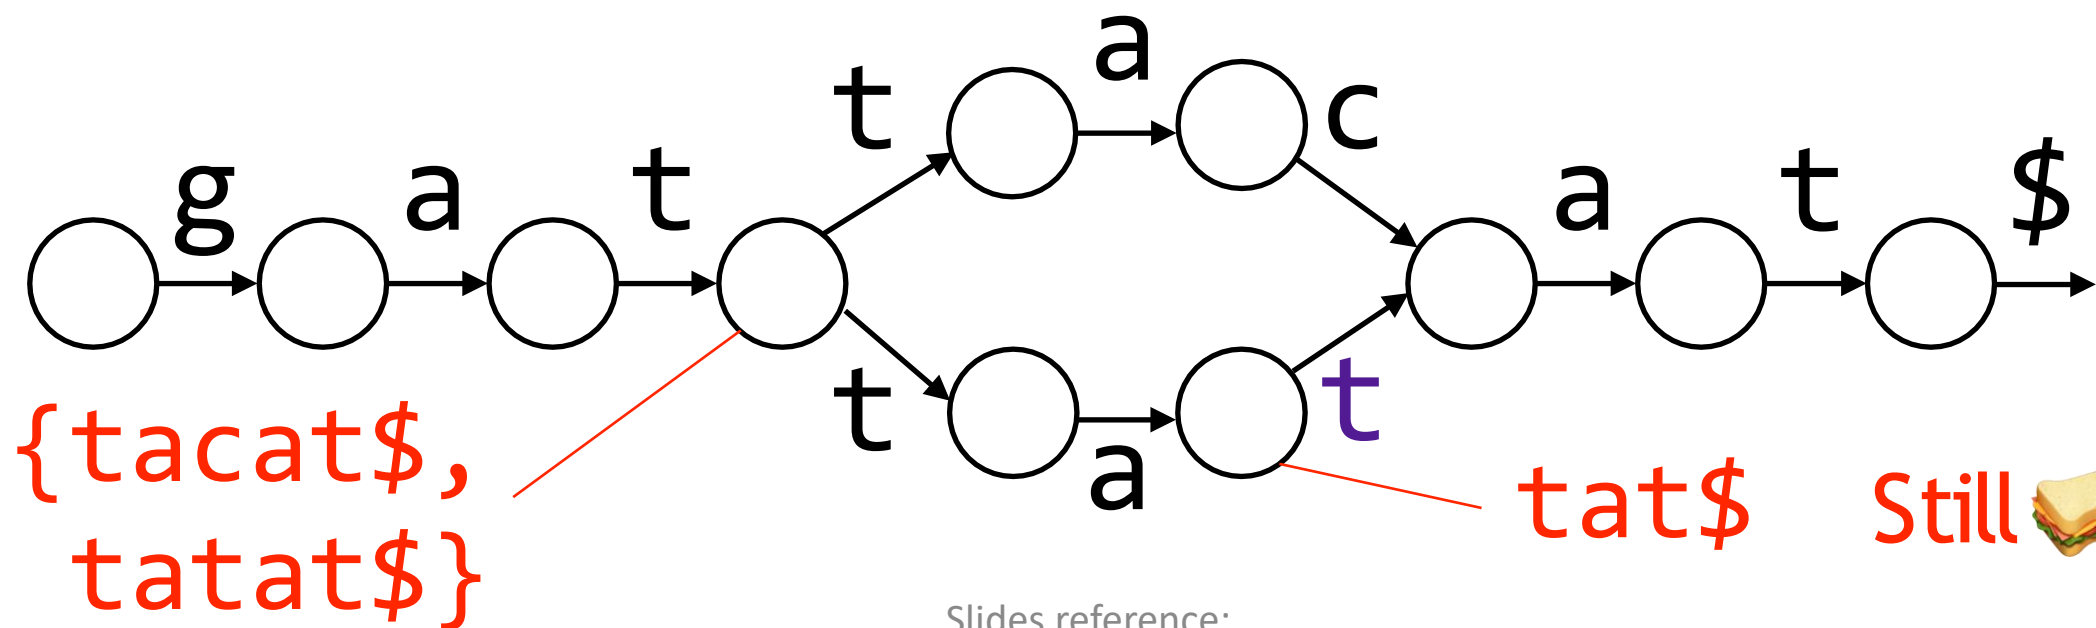 a
t
c
g
a
t
a
t
$
t
a
t
{tacat$,
tatat$}
tat$
Still
Slides reference: